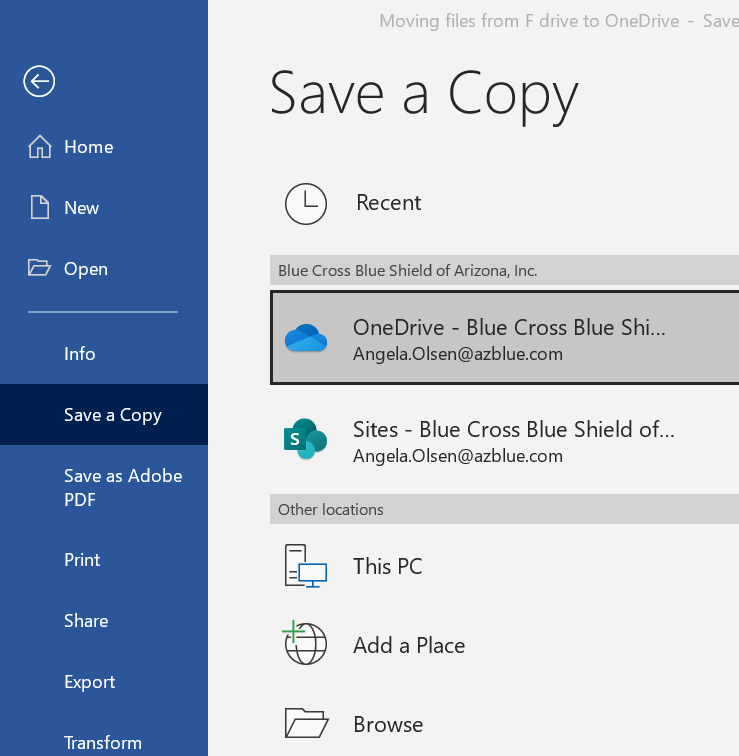 Moving files from F drive to OneDrive - Save
Save a Copy
Home
New
Open
Info
Save a Copy
Save as Adobe
PDF
Print
Share
Export
Transform
Recent
Blue Cross Blue Shield of Arizona, Inc.
OneDrive - Blue Cross Blue Shi...
Angela.Olsen@azblue.com
S
Sites - Blue Cross Blue Shield of...
Angela.Olsen@azblue.com
Other locations
This PC
Add a Place
Browse